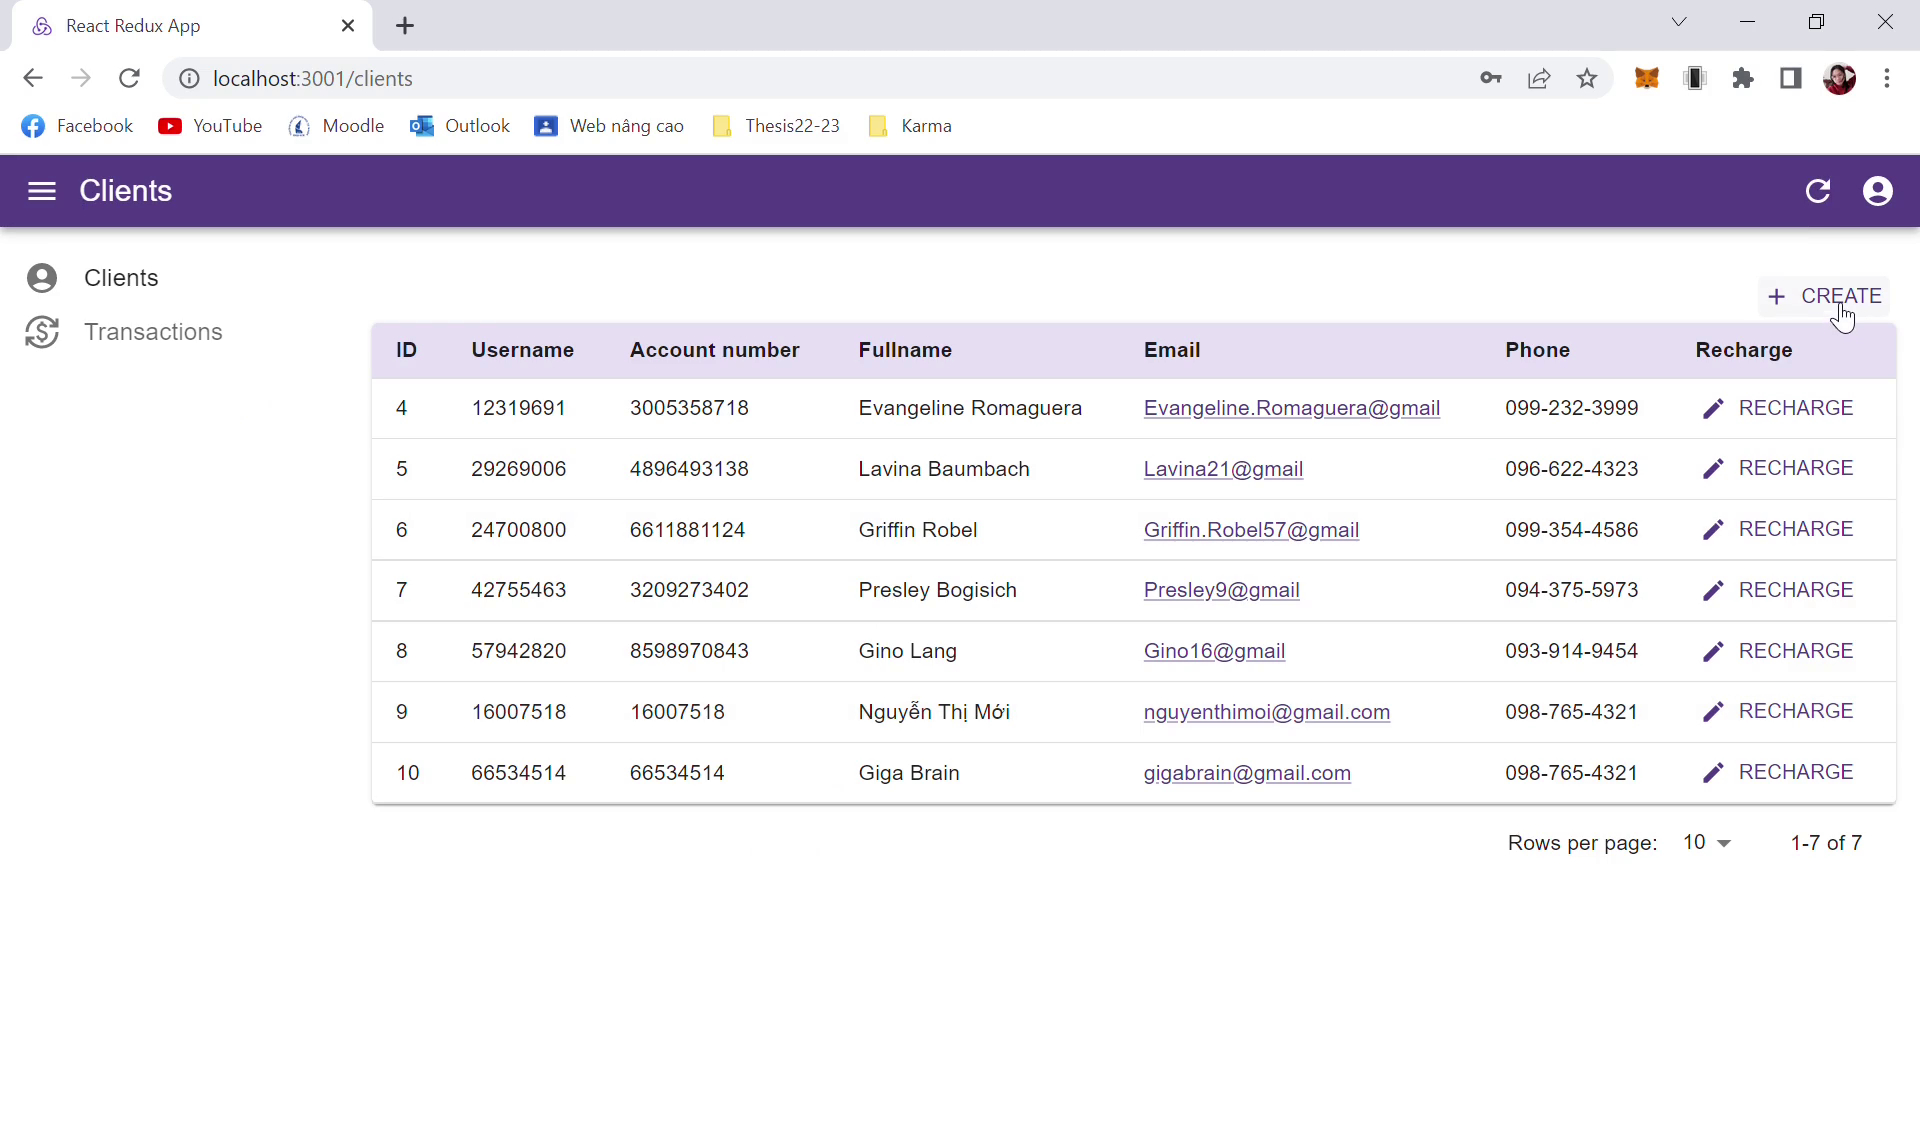 React Redux App
localhost:3001/clients
Facebook YouTube Moodle Outlook Web nâng cao Thesis22-23 Karma
Clients
Clients
Transactions
CREATE
ID Username Account number Fullname Email Phone Recharge
4 12319691 3005358718 Evangeline Romaguera Evangeline.Romaguera@gmail 099-232-3999 RECHARGE
5 29269006 4896493138 Lavina Baumbach Lavina21@gmail 096-622-4323 RECHARGE
6 24700800 6611881124 Griffin Robel Griffin.Robel57@gmail 099-354-4586 RECHARGE
7 42755463 3209273402 Presley Bogisich Presley9@gmail 094-375-5973 RECHARGE
8 57942820 8598970843 Gino Lang Gino16@gmail 093-914-9454 RECHARGE
9 16007518 16007518 Nguyễn Thị Mới nguyenthimoi@gmail.com 098-765-4321 RECHARGE
10 66534514 66534514 Giga Brain gigabrain@gmail.com 098-765-4321 RECHARGE
Rows per page: 10 1-7 of 7